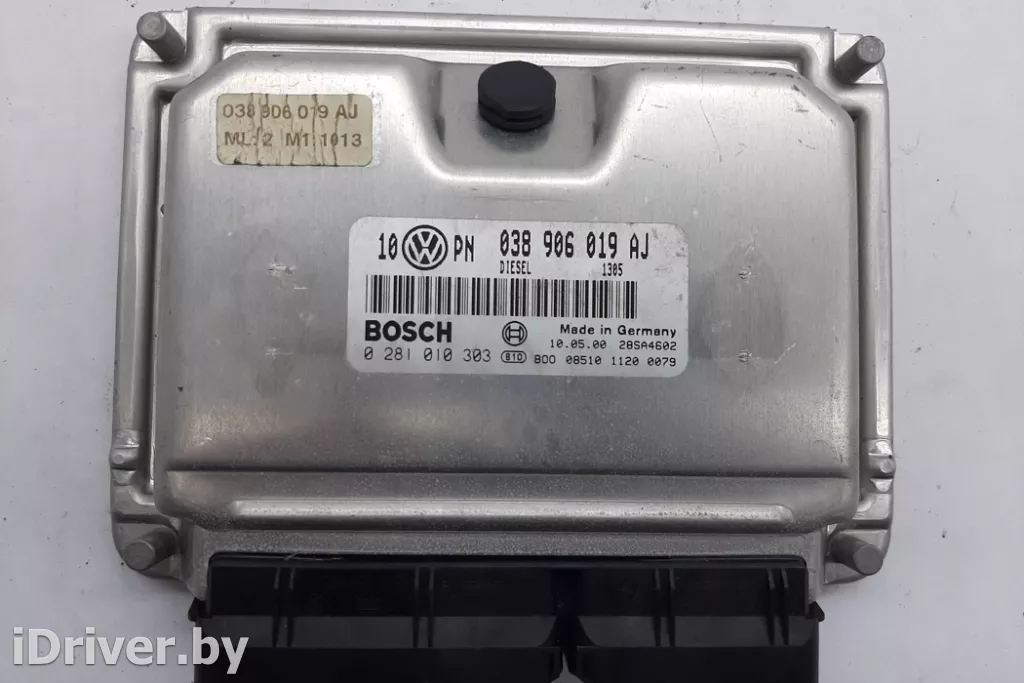 038 906 019 AJ
ML:2 M1:1013
10 VW PN 038 906 019 AJ
DIESEL 1305
BOSCH
Made in Germany
10.05.00 28SA4602
0 281 010 303 810 B00 08510 1120 0079
iDriver.by